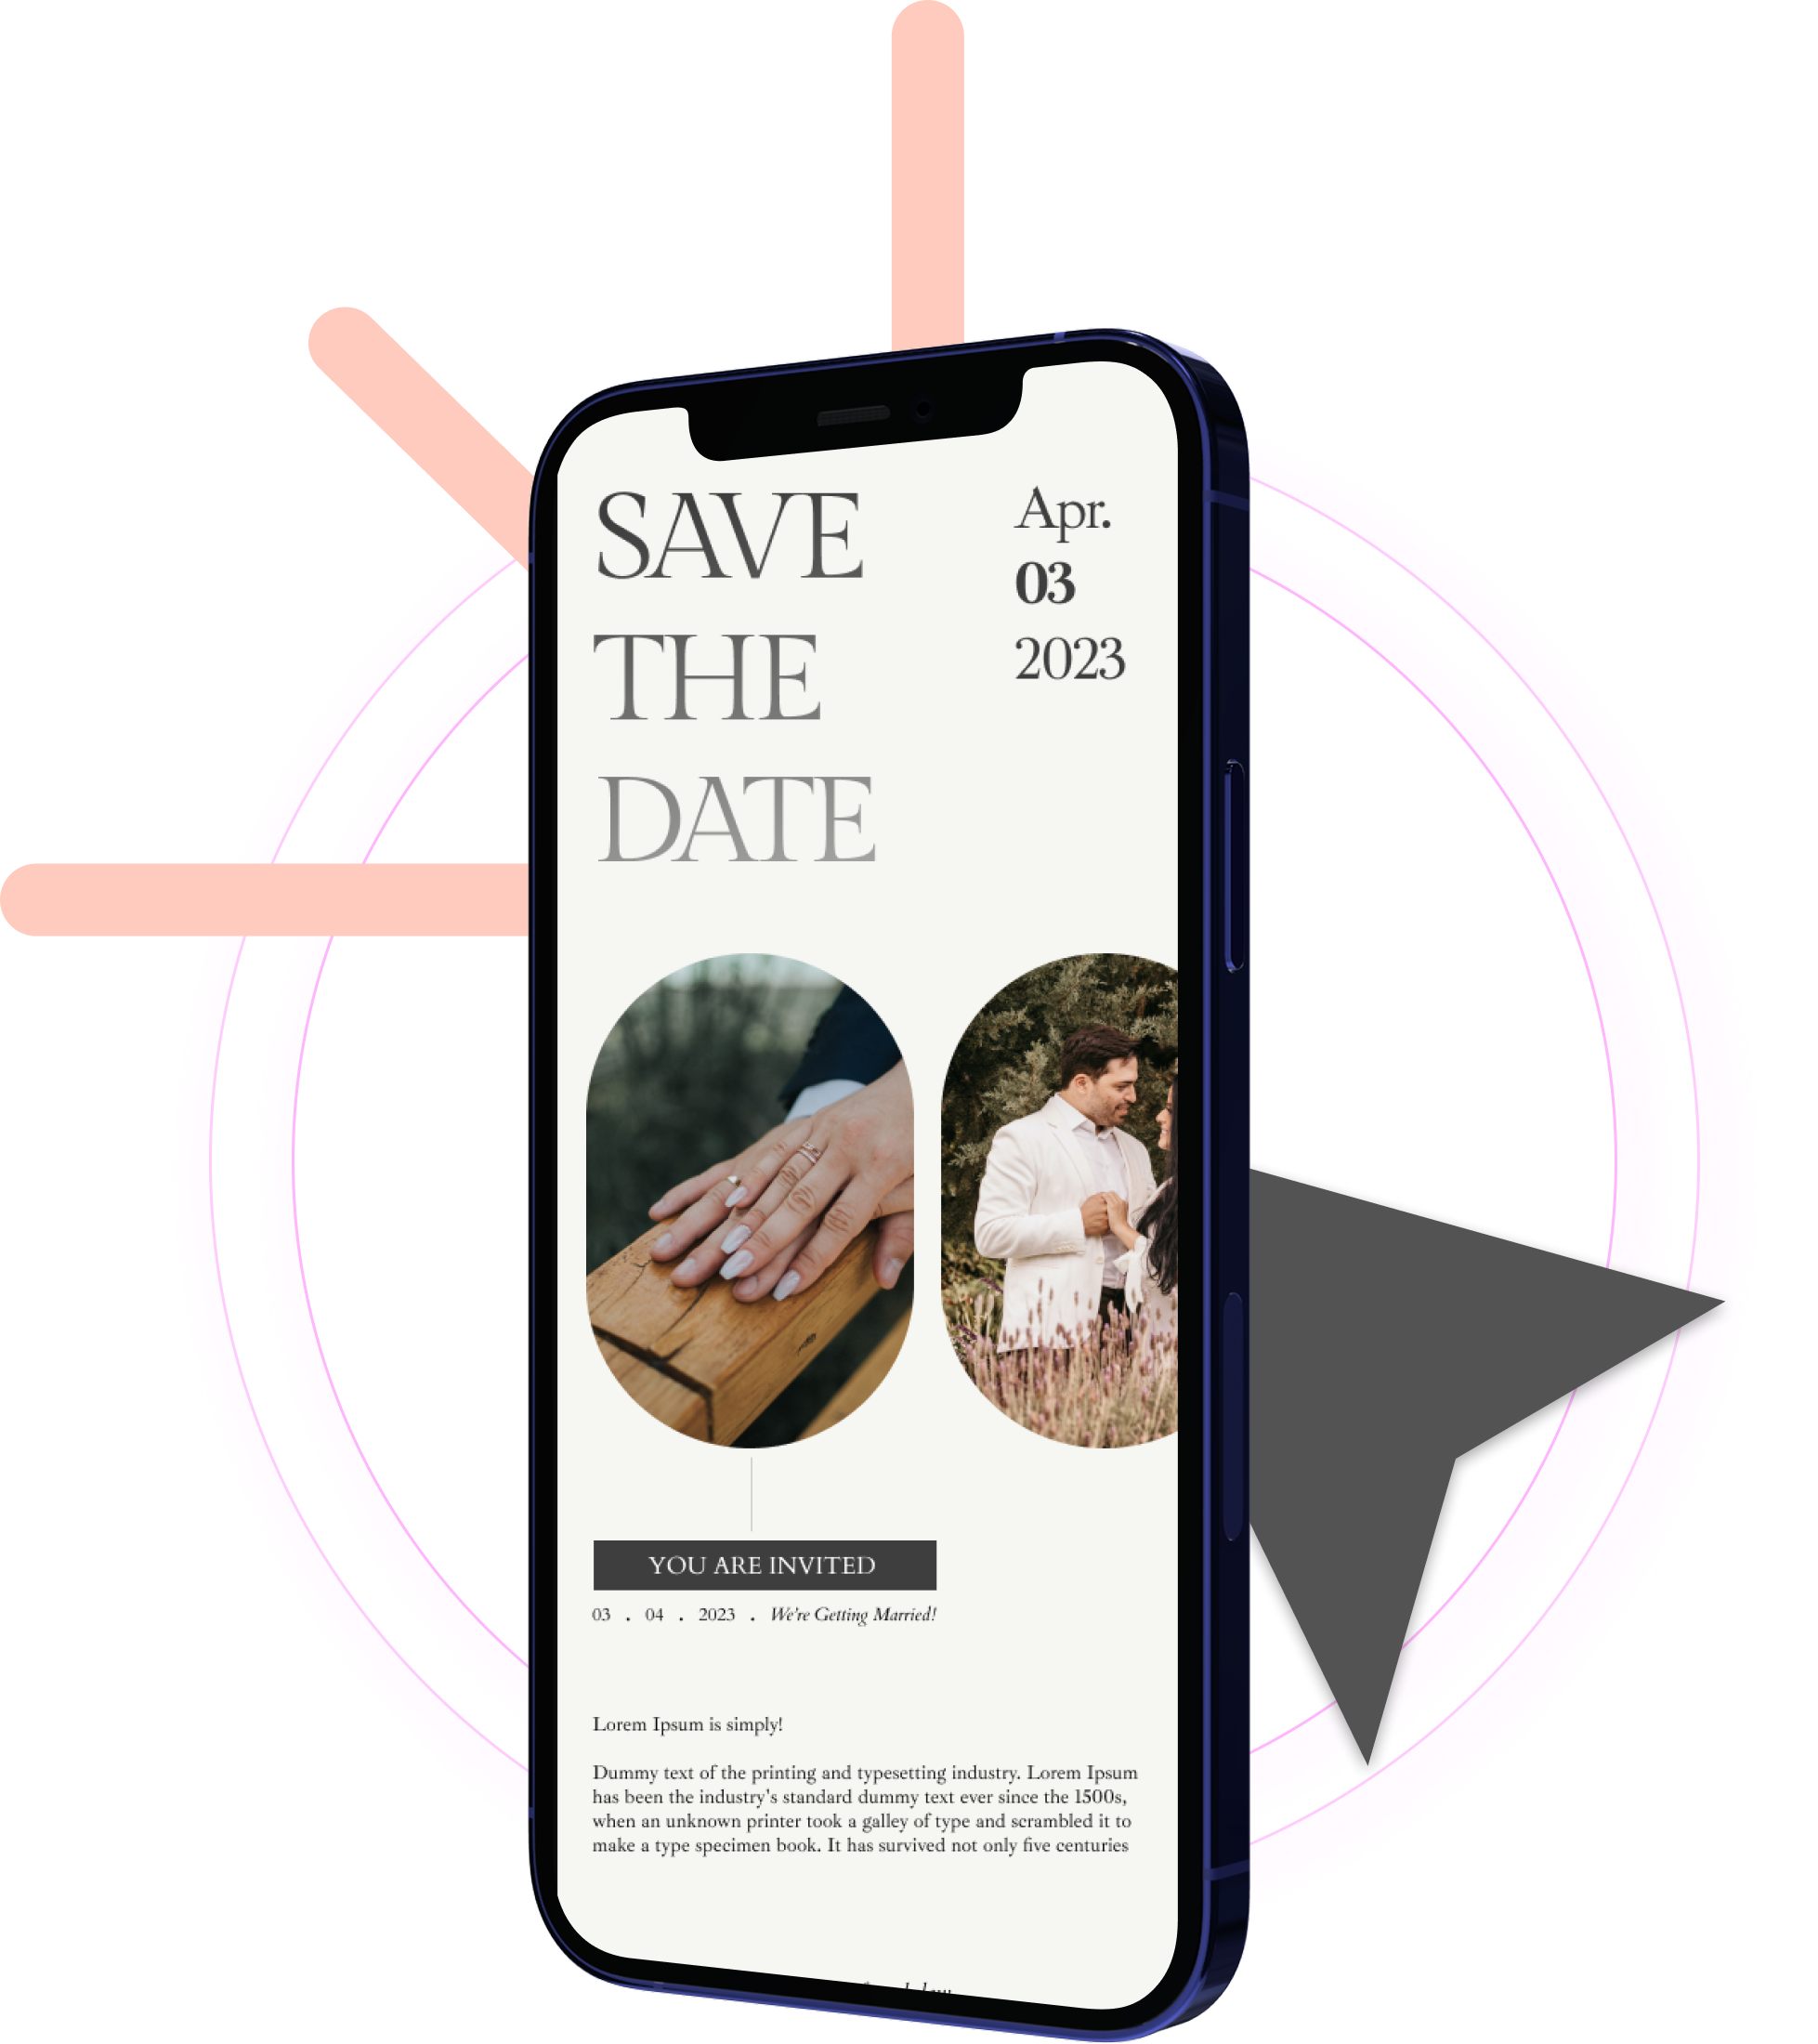 SAVE
THE
DATE
Apr.
03
2023
YOU ARE INVITED
03 . 04 . 2023 . We're Getting Married!
Lorem Ipsum is simply!
Dummy text of the printing and typesetting industry. Lorem Ipsum
has been the industry's standard dummy text ever since the 1500s,
when an unknown printer took a galley of type and scrambled it to
make a type specimen book. It has survived not only five centuries